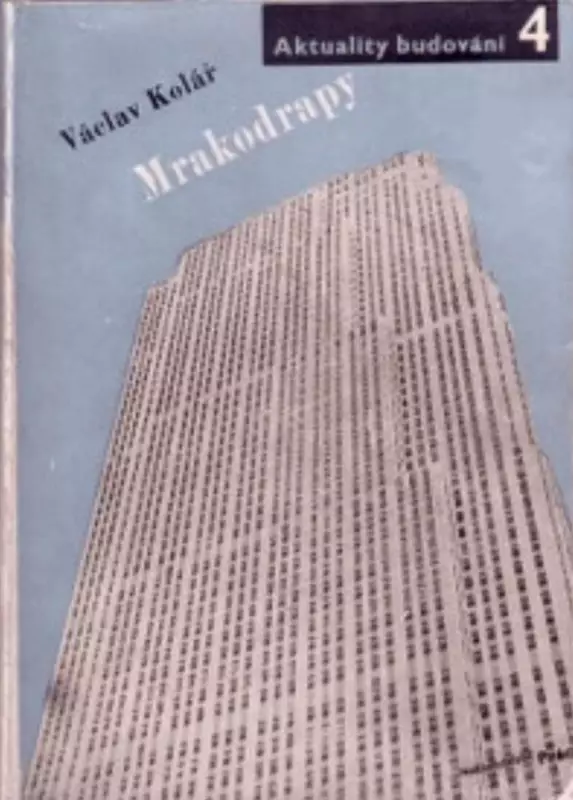 Aktuality budování 4
Václav Kolář
Mrakodrapy